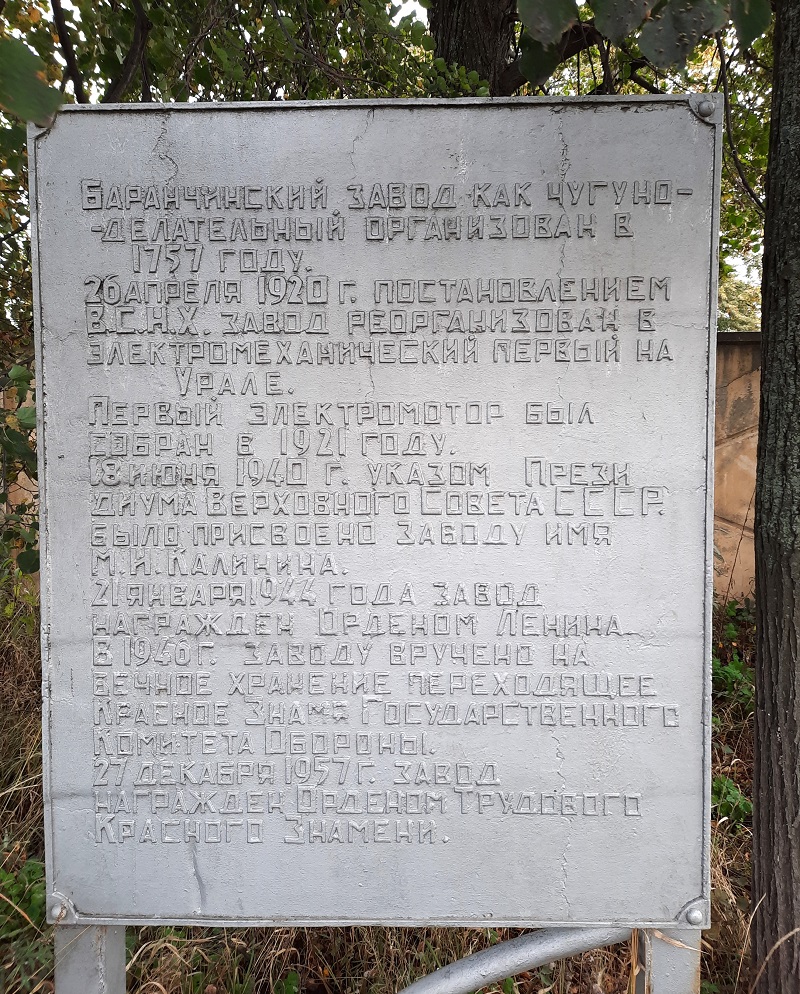 Баранчинский завод как чугуно-
-делательный организован в
1757 году.
26 апреля 1920 г. постановлением
В.С.Н.Х. завод реорганизован в
электромеханический первый на
Урале.
Первый электромотор был
собран в 1921 году.
18 июня 1940 г. указом Прези
диума Верховного Совета СССР.
было присвоено заводу имя
М.И. Калинина.
21 января 1944 года завод
награжден Орденом Ленина
В 1946 г. заводу вручено на
вечное хранение переходящее
Красное Знамя Государственного
Комитета Обороны.
27 декабря 1957 г. завод
награжден Орденом Трудового
Красного Знамени.